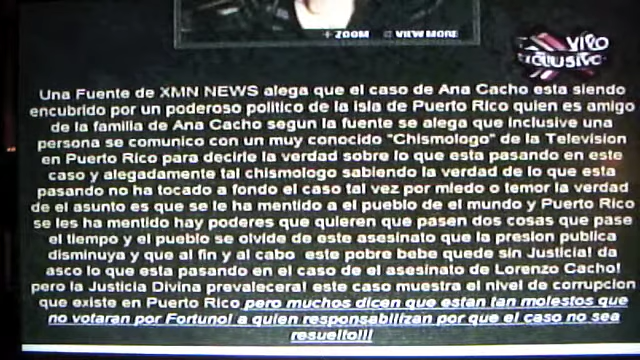 + ZOOM VIEW MORE
VIVO
EXCLUSIVO
Una Fuente de XMN NEWS alega que el caso de Ana Cacho esta siendo
encubrido por un poderoso politico de la isla de Puerto Rico quien es amigo
de la familia de Ana Cacho segun la fuente se alega que inclusive una
persona se comunico con un muy conocido "Chismologo" de la Television
en Puerto Rico para decirle la verdad sobre lo que esta pasando en este
caso y alegadamente tal chismologo sabiendo la verdad de lo que esta
pasando no ha tocado a fondo el caso tal vez por miedo o temor la verdad
de el asunto es que se le ha mentido a el pueblo de el mundo y Puerto Rico
se les ha mentido hay poderes que quieren que pasen dos cosas que pase
el tiempo y el pueblo se olvide de este asesinato que la presion publica
disminuya y que al fin y al cabo este pobre bebe quede sin Justicia! da
asco lo que esta pasando en el caso de el asesinato de Lorenzo Cacho!
pero la Justicia Divina prevalecera! este caso muestra el nivel de corrupcion
que existe en Puerto Rico pero muchos dicen que estan tan molestos que
no votaran por Fortuno! a quien responsabilizan por que el caso no sea
resuelto!!!